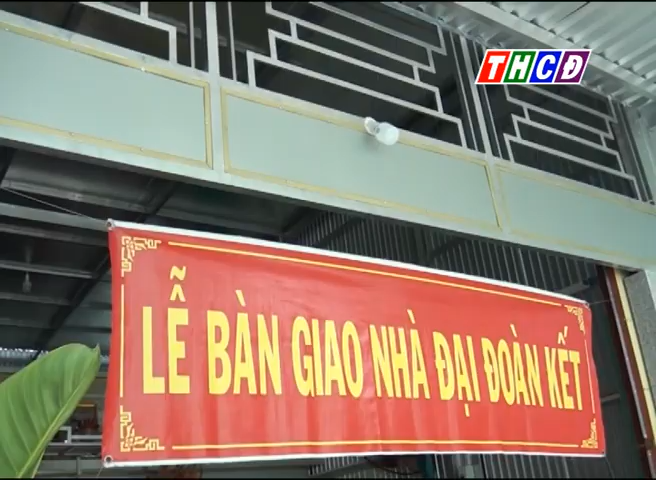 THCĐ
LỄ BÀN GIAO NHÀ ĐẠI ĐOÀN KẾT